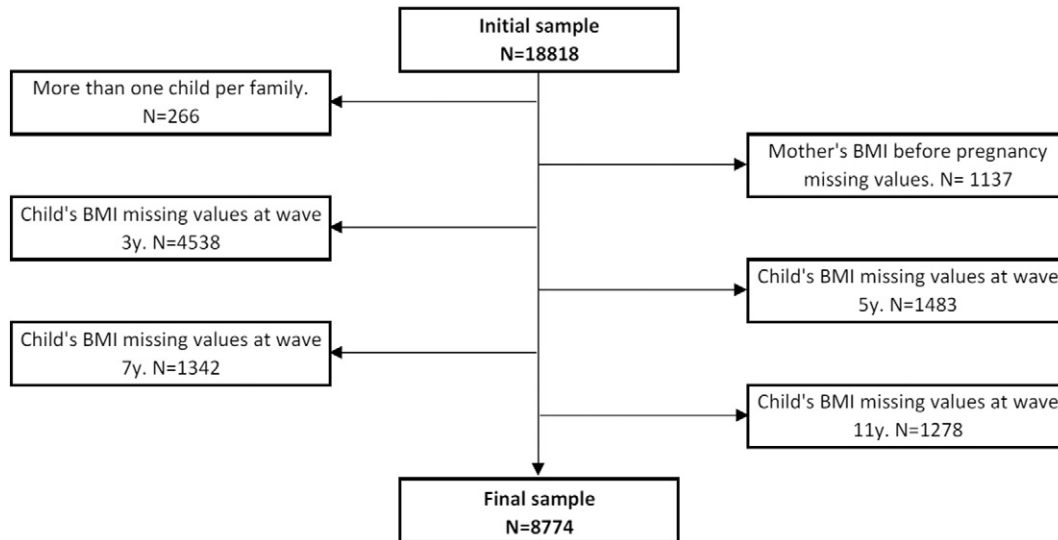 Initial sample
N=18818
More than one child per family.
N=266
Mother's BMI before pregnancy
missing values. N= 1137
Child's BMI missing values at wave
3y. N=4538
Child's BMI missing values at wave
5y. N=1483
Child's BMI missing values at wave
7y. N=1342
Child's BMI missing values at wave
11y. N=1278
Final sample
N=8774